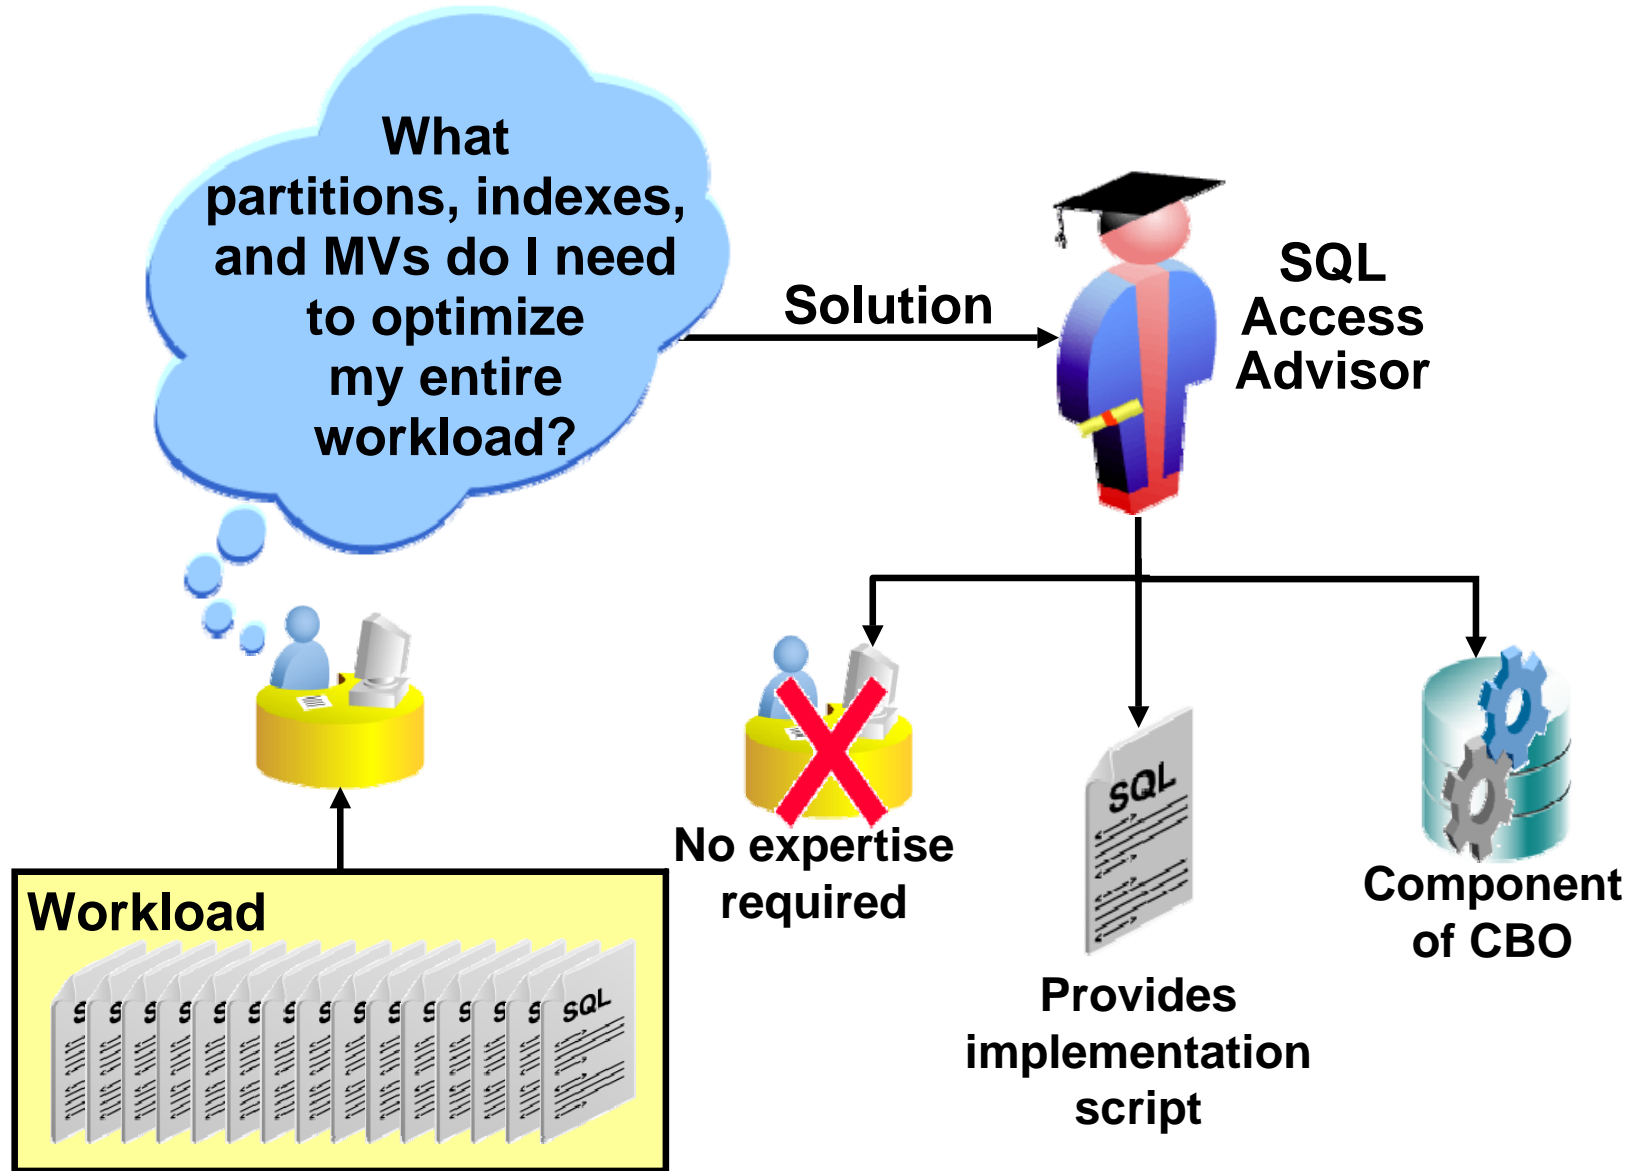 What
partitions, indexes,
and MVs do I need
to optimize
my entire
workload?
Solution
SQL
Access
Advisor
No expertise
required
SQL
Provides
implementation
script
Component
of CBO
Workload
S
S
S
S
S
S
S
S
S
S
S
S
S
S
SQL